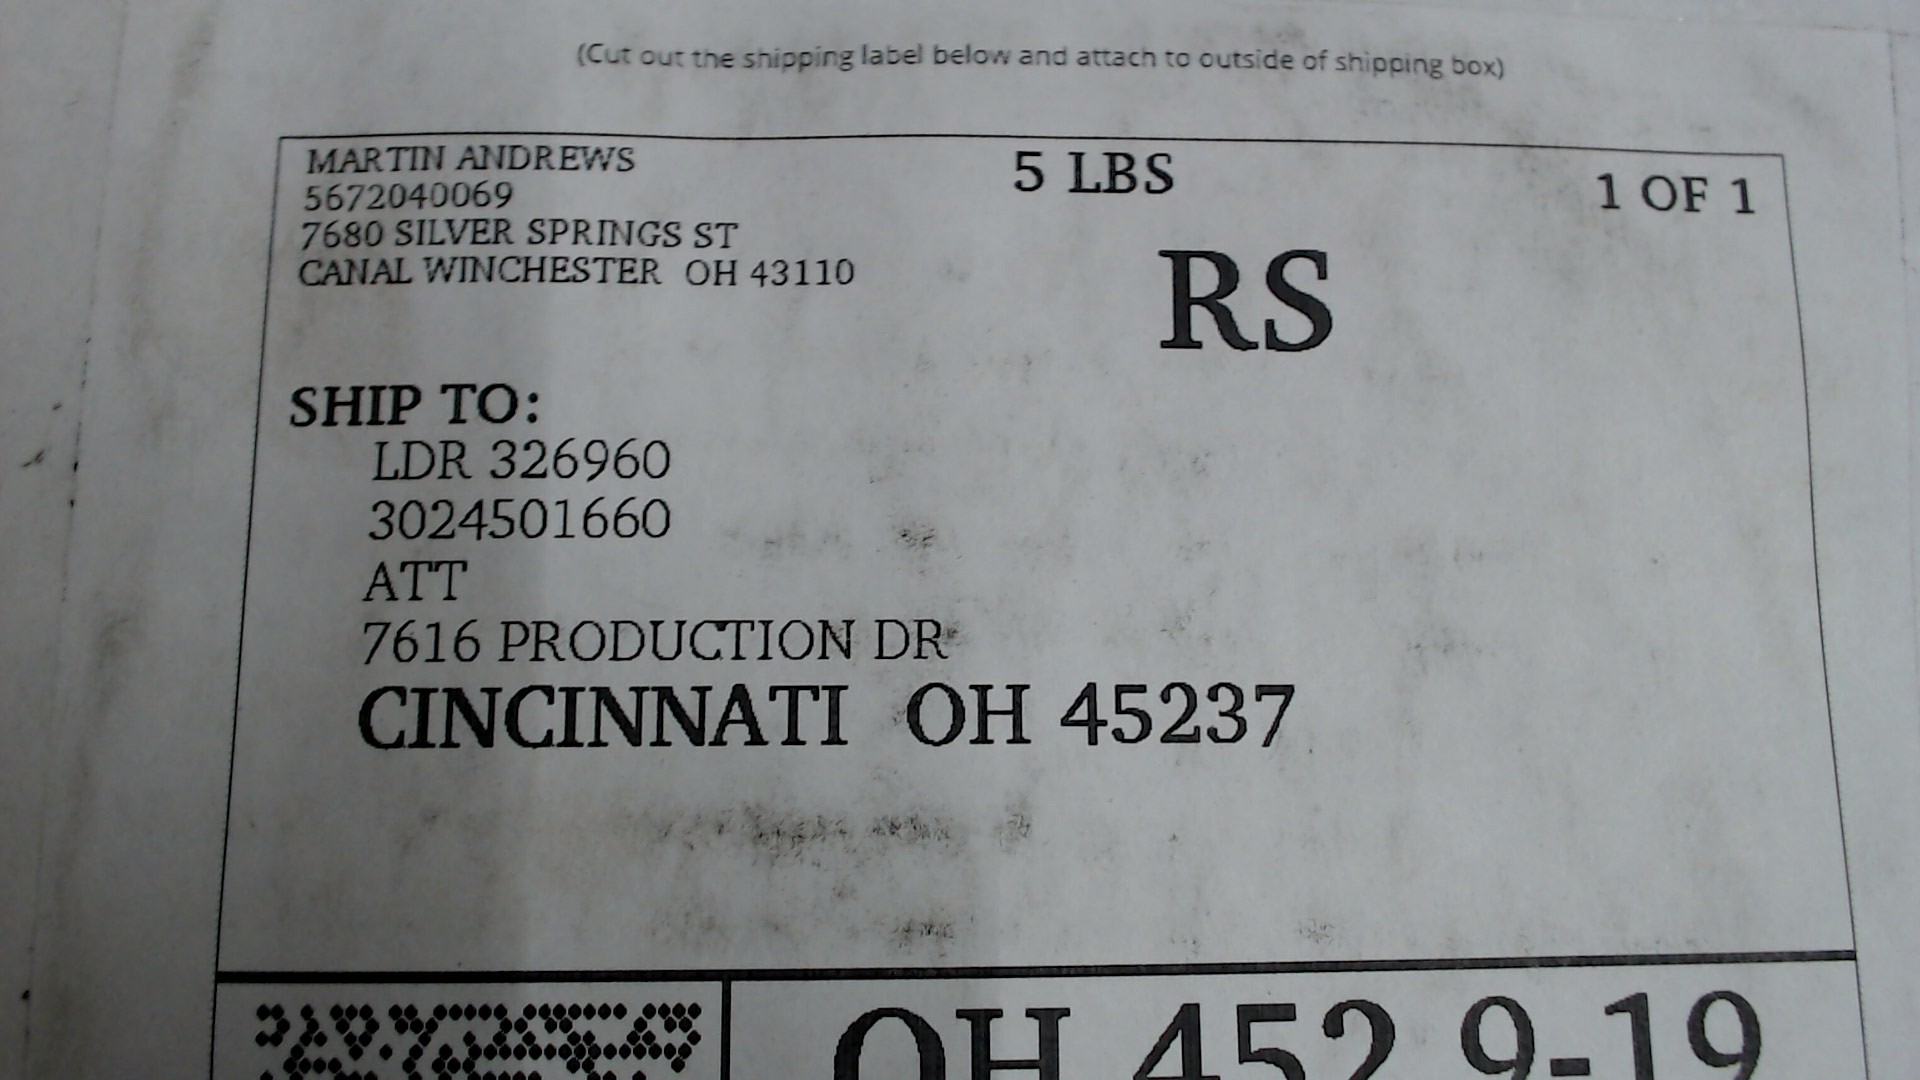 (Cut out the shipping label below and attach to outside of shipping box)
MARTIN ANDREWS
5672040069
7680 SILVER SPRINGS ST
CANAL WINCHESTER OH 43110
5 LBS
1 OF 1
RS
SHIP TO:
LDR 326960
3024501660
ATT
7616 PRODUCTION DR
CINCINNATI OH 45237
OH 452 9-19